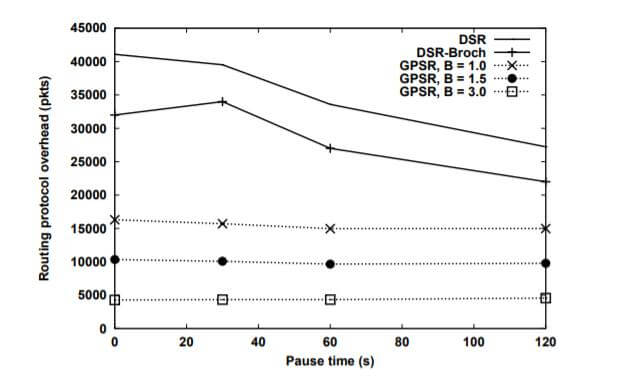 45000
40000
35000
30000
25000
20000
15000
10000
5000
0
Routing protocol overhead (pkts)
DSR
DSR-Broch
GPSR, B = 1.0
GPSR, B = 1.5
GPSR, B = 3.0
0 20 40 60 80 100 120
Pause time (s)